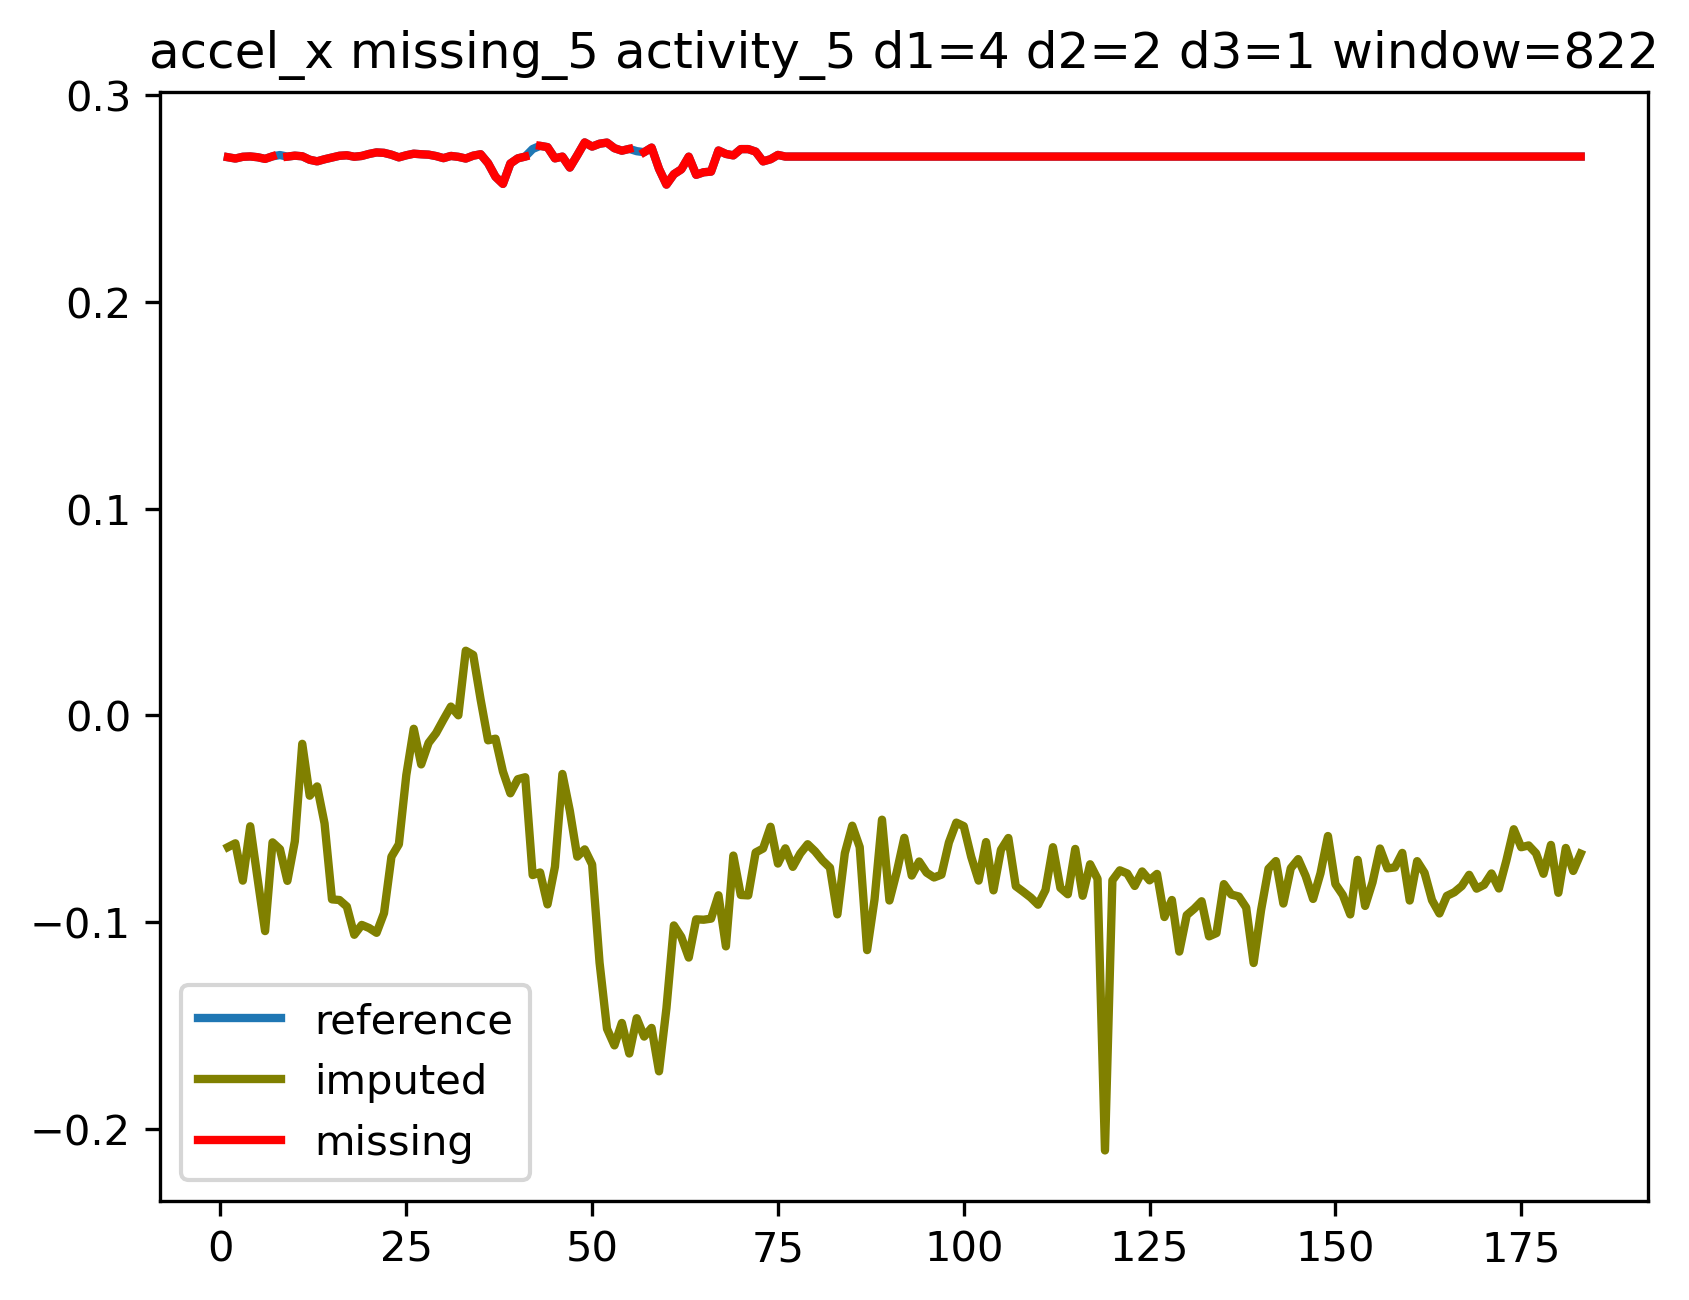 accel_x missing_5 activity_5 d1=4 d2=2 d3=1 window=822
0.3
0.2
0.1
0.0
−0.1
−0.2
reference
imputed
missing
0 25 50 75 100 125 150 175